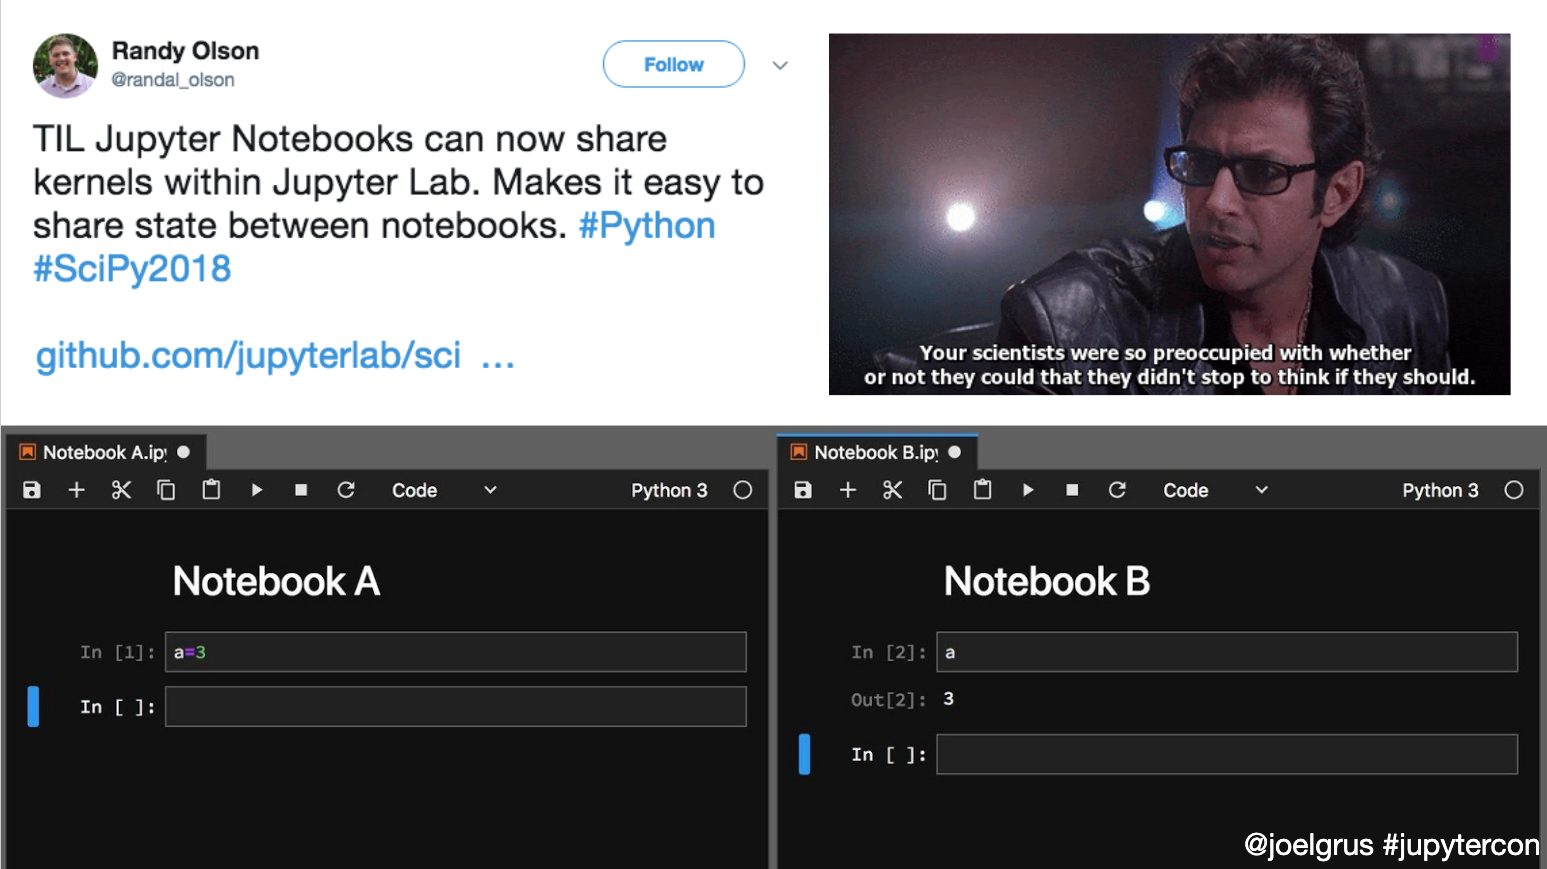 Randy Olson
@randal_olson
Follow
TIL Jupyter Notebooks can now share
kernels within Jupyter Lab. Makes it easy to
share state between notebooks. #Python
#SciPy2018
github.com/jupyterlab/sci ...
Your scientists were so preoccupied with whether
or not they could that they didn't stop to think if they should.
Notebook A.ipy
Code
Python 3
Notebook A
In [1]:
a=3
In [ ]:
Notebook B.ipy
Code
Python 3
Notebook B
In [2]:
a
Out[2]:
3
In [ ]:
@joelgrus #jupytercon